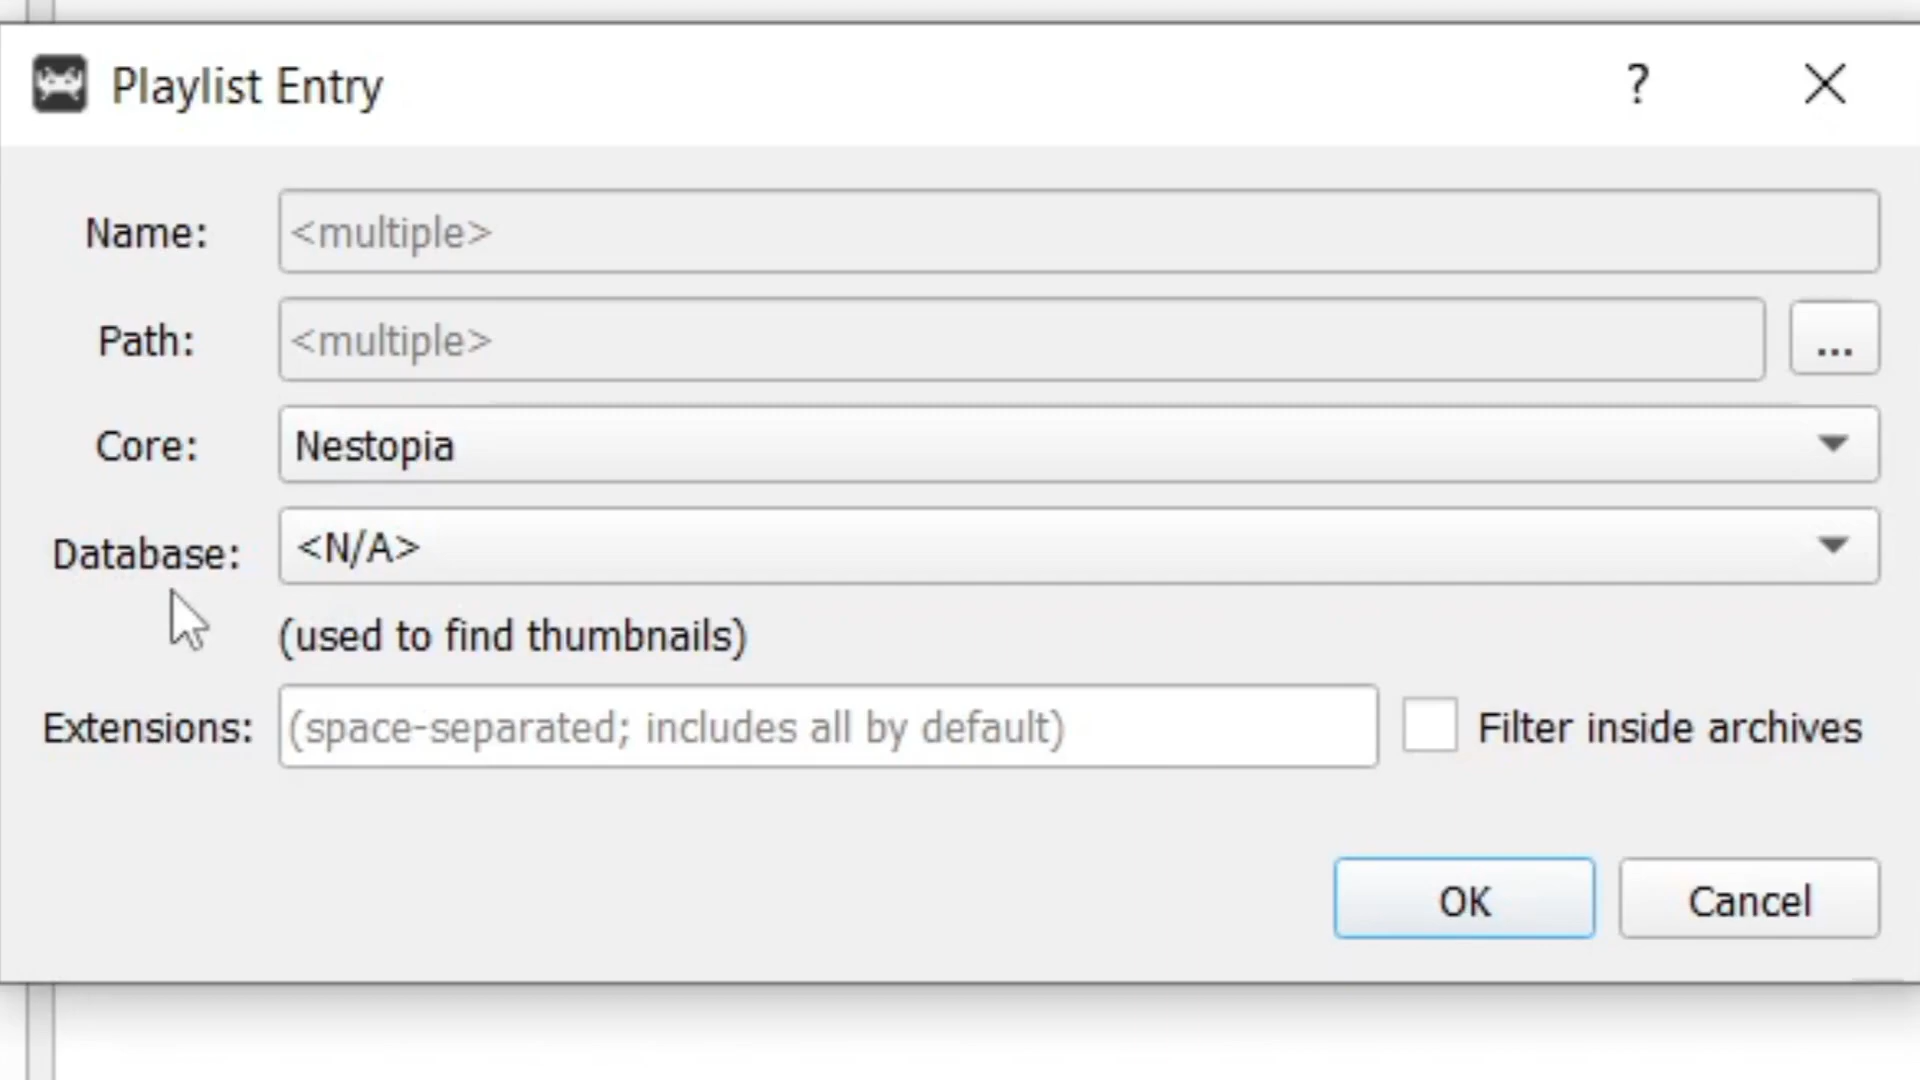 Playlist Entry ?
Name: <multiple>
Path: <multiple> ...
Core: Nestopia
Database: <N/A>
(used to find thumbnails)
Extensions: (space-separated; includes all by default) Filter inside archives
OK Cancel